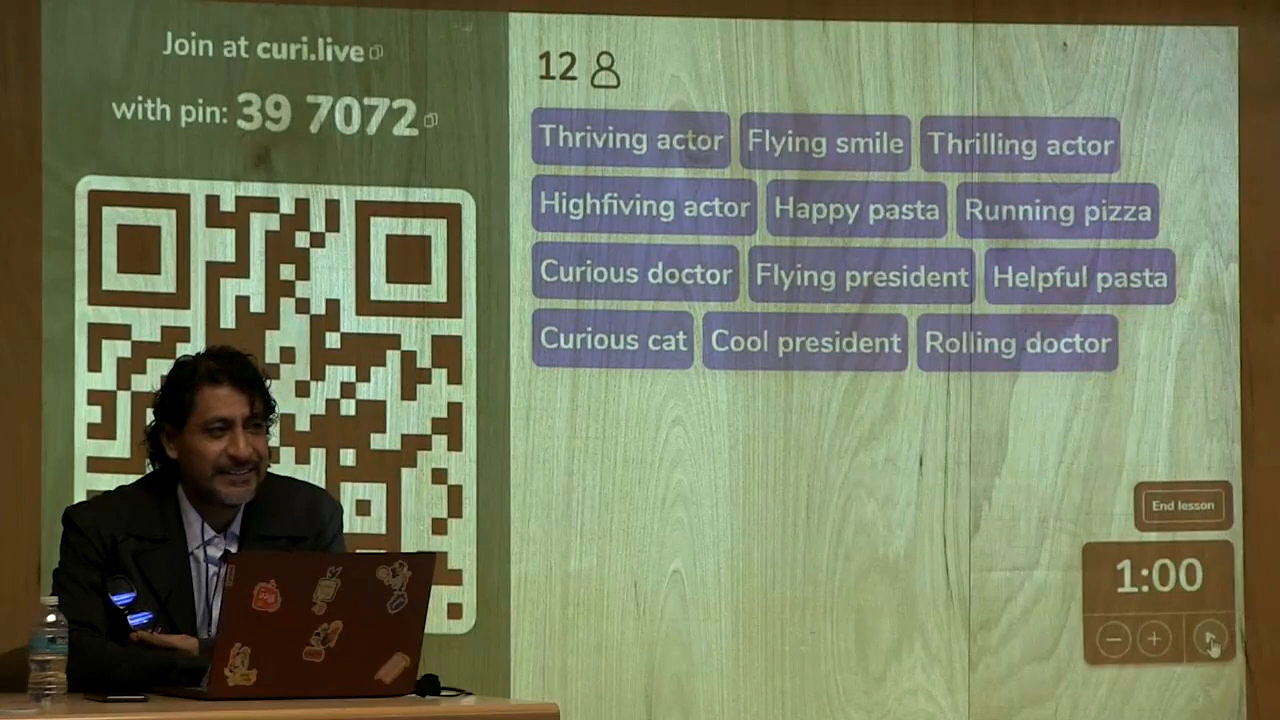 Join at curi.live
with pin: 39 7072
12
Thriving actor Flying smile Thrilling actor
Highfiving actor Happy pasta Running pizza
Curious doctor Flying president Helpful pasta
Curious cat Cool president Rolling doctor
End lesson
1:00